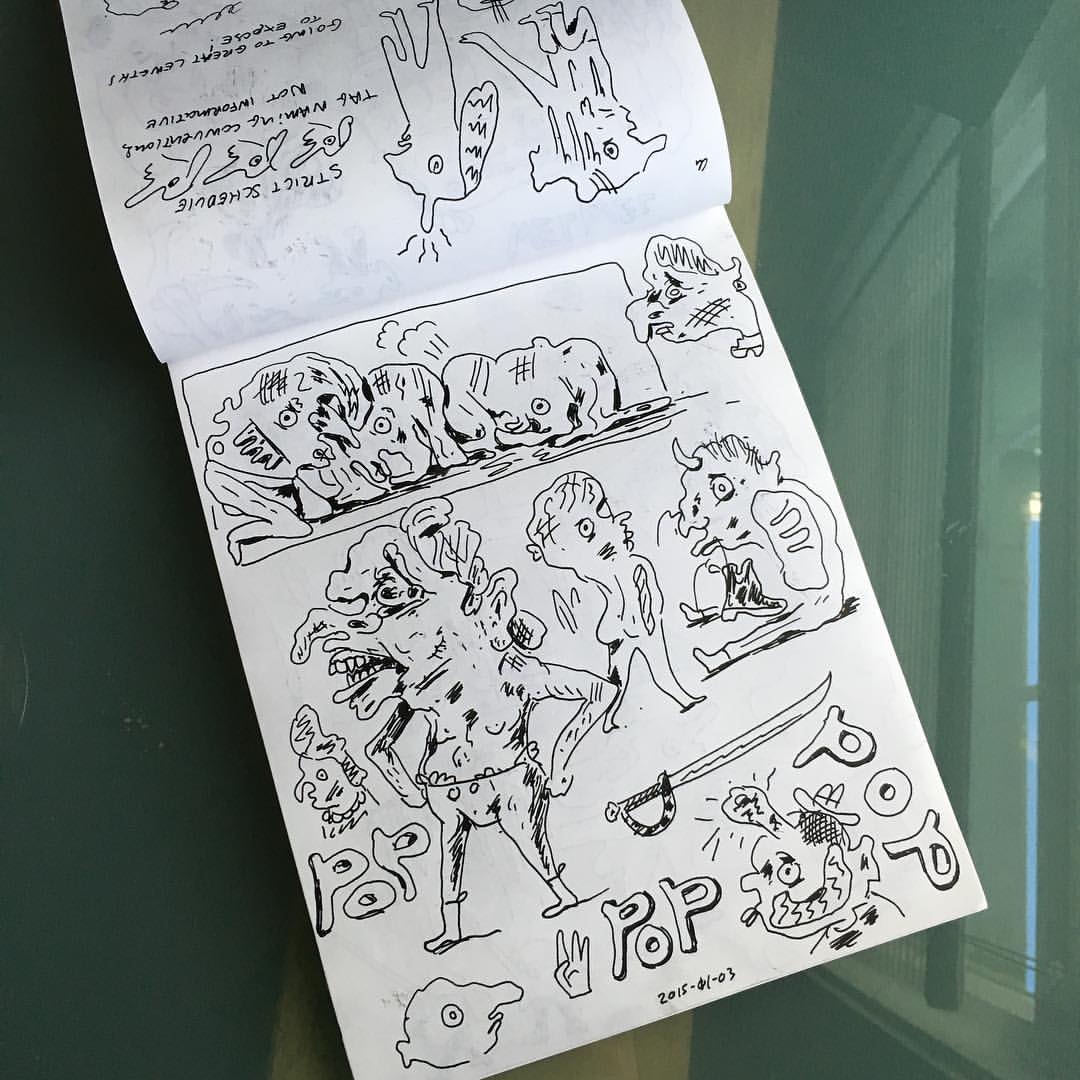 STRICT SCHEDULE
TAG NAMING CONVENTIONS
NOT INFORMATIVE
GOING TO GREAT LENGTHS
TO EXPOSE!
POP
POP
POP
2015-01-03